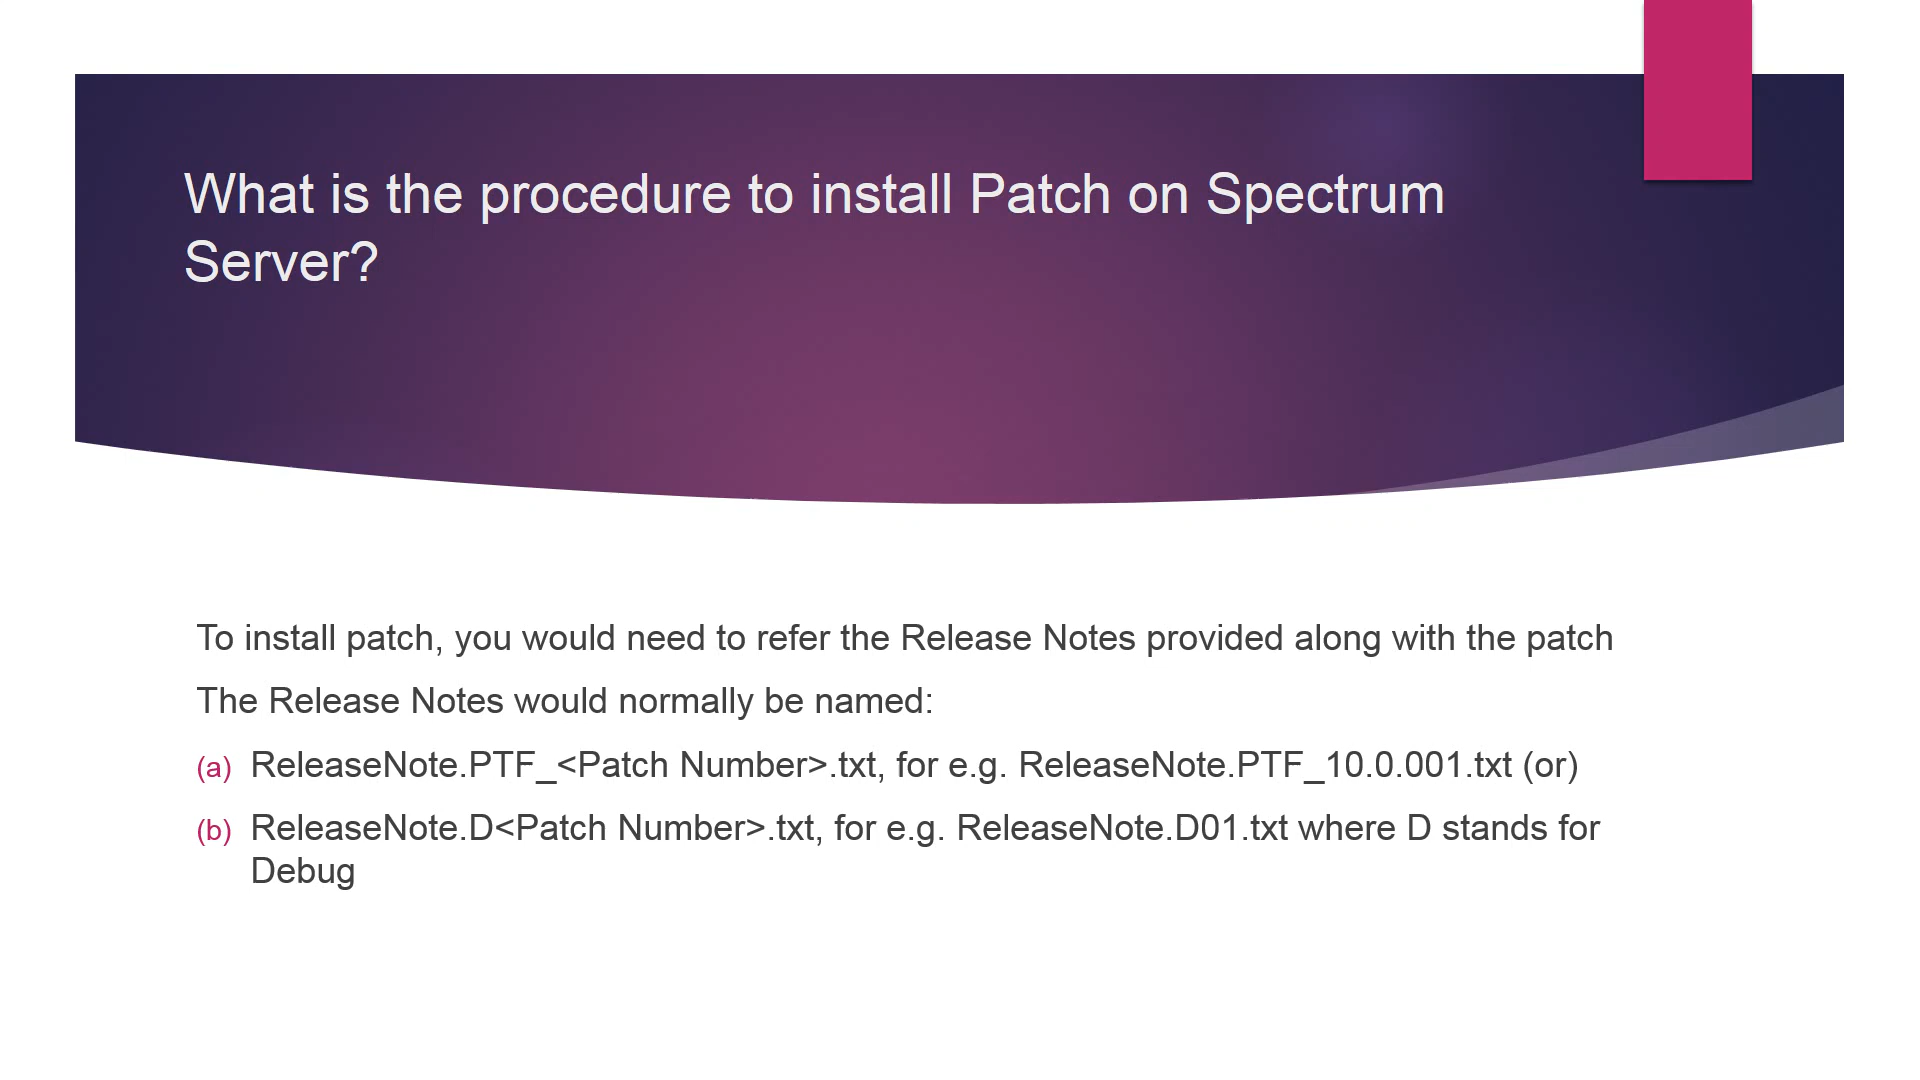 What is the procedure to install Patch on Spectrum
Server?
To install patch, you would need to refer the Release Notes provided along with the patch
The Release Notes would normally be named:
(a) ReleaseNote.PTF_<Patch Number>.txt, for e.g. ReleaseNote.PTF_10.0.001.txt (or)
(b) ReleaseNote.D<Patch Number>.txt, for e.g. ReleaseNote.D01.txt where D stands for
Debug